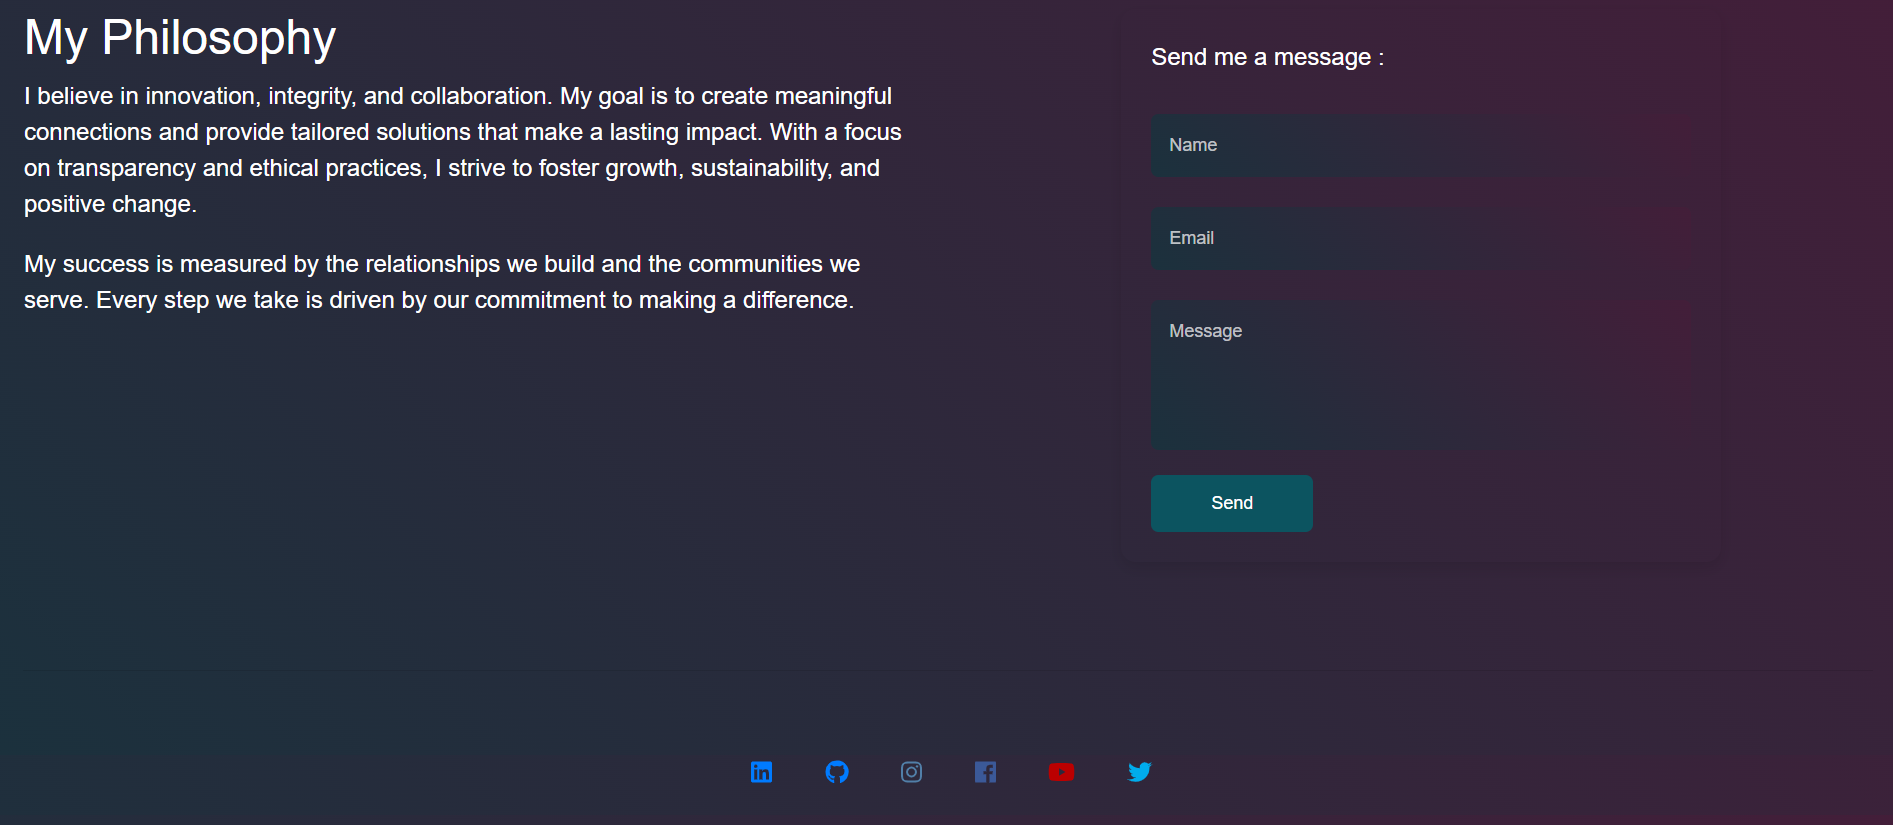 My Philosophy
I believe in innovation, integrity, and collaboration. My goal is to create meaningful
connections and provide tailored solutions that make a lasting impact. With a focus
on transparency and ethical practices, I strive to foster growth, sustainability, and
positive change.
My success is measured by the relationships we build and the communities we
serve. Every step we take is driven by our commitment to making a difference.
Send me a message :
Name
Email
Message
Send